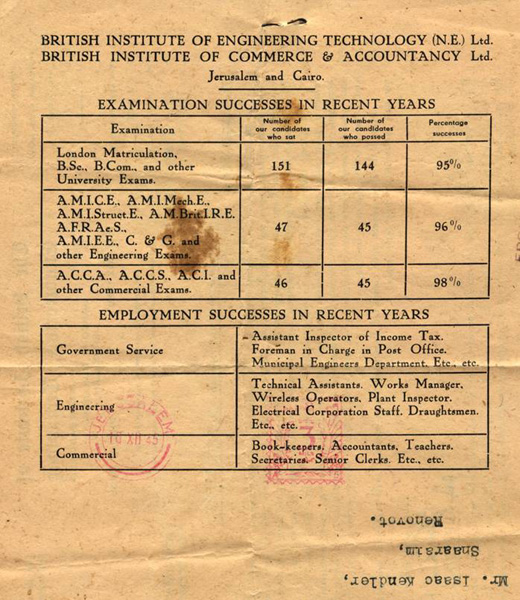 BRITISH INSTITUTE OF ENGINEERING TECHNOLOGY (N.E.) Ltd.
BRITISH INSTITUTE OF COMMERCE & ACCOUNTANCY Ltd.
Jerusalem and Cairo.
EXAMINATION SUCCESSES IN RECENT YEARS
Examination
Number of
our candidates
who sat
Number of
our candidates
who passed
Percentage
successes
London Matriculation,
B.Sc., B.Com., and other
University Exams.
151
144
95%
A.M.I.C.E., A.M.I.Mech.E.,
A.M.I.Struct.E., A.M.Brit.I.R.E.
A.F.R.Ae.S.,
A.M.I.E.E., C. & G. and
other Engineering Exams.
47
45
96%
A.C.C.A., A.C.C.S., A.C.I. and
other Commercial Exams.
46
45
98%
EMPLOYMENT SUCCESSES IN RECENT YEARS
Government Service
Assistant Inspector of Income Tax.
Foreman in Charge in Post Office.
Municipal Engineers Department, Etc., etc.
Engineering
Technical Assistants. Works Manager,
Wireless Operators, Plant Inspector.
Electrical Corporation Staff. Draughtsmen.
Etc., etc.
Commercial
Book-keepers, Accountants, Teachers.
Secretaries. Senior Clerks. Etc., etc.
JERUSALEM
16 XII 45
Mr. Isaac Kendler,
Shaaraim,
Rehovot.